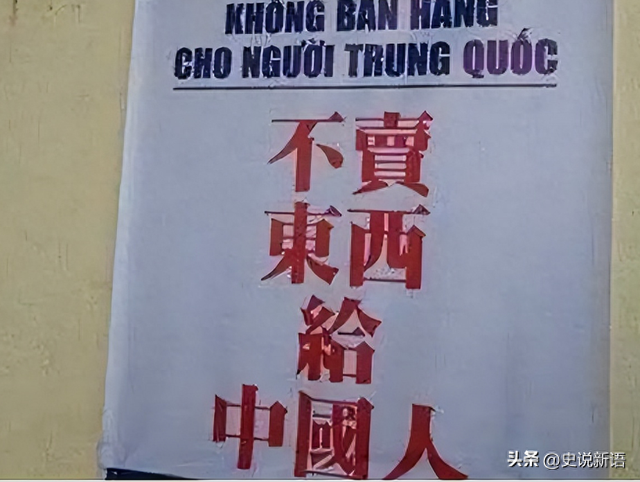 KHÔNG BÁN HÀNG
CHO NGƯỜI TRUNG QUỐC
不賣
東西
給
中國人
头条 @史说新语